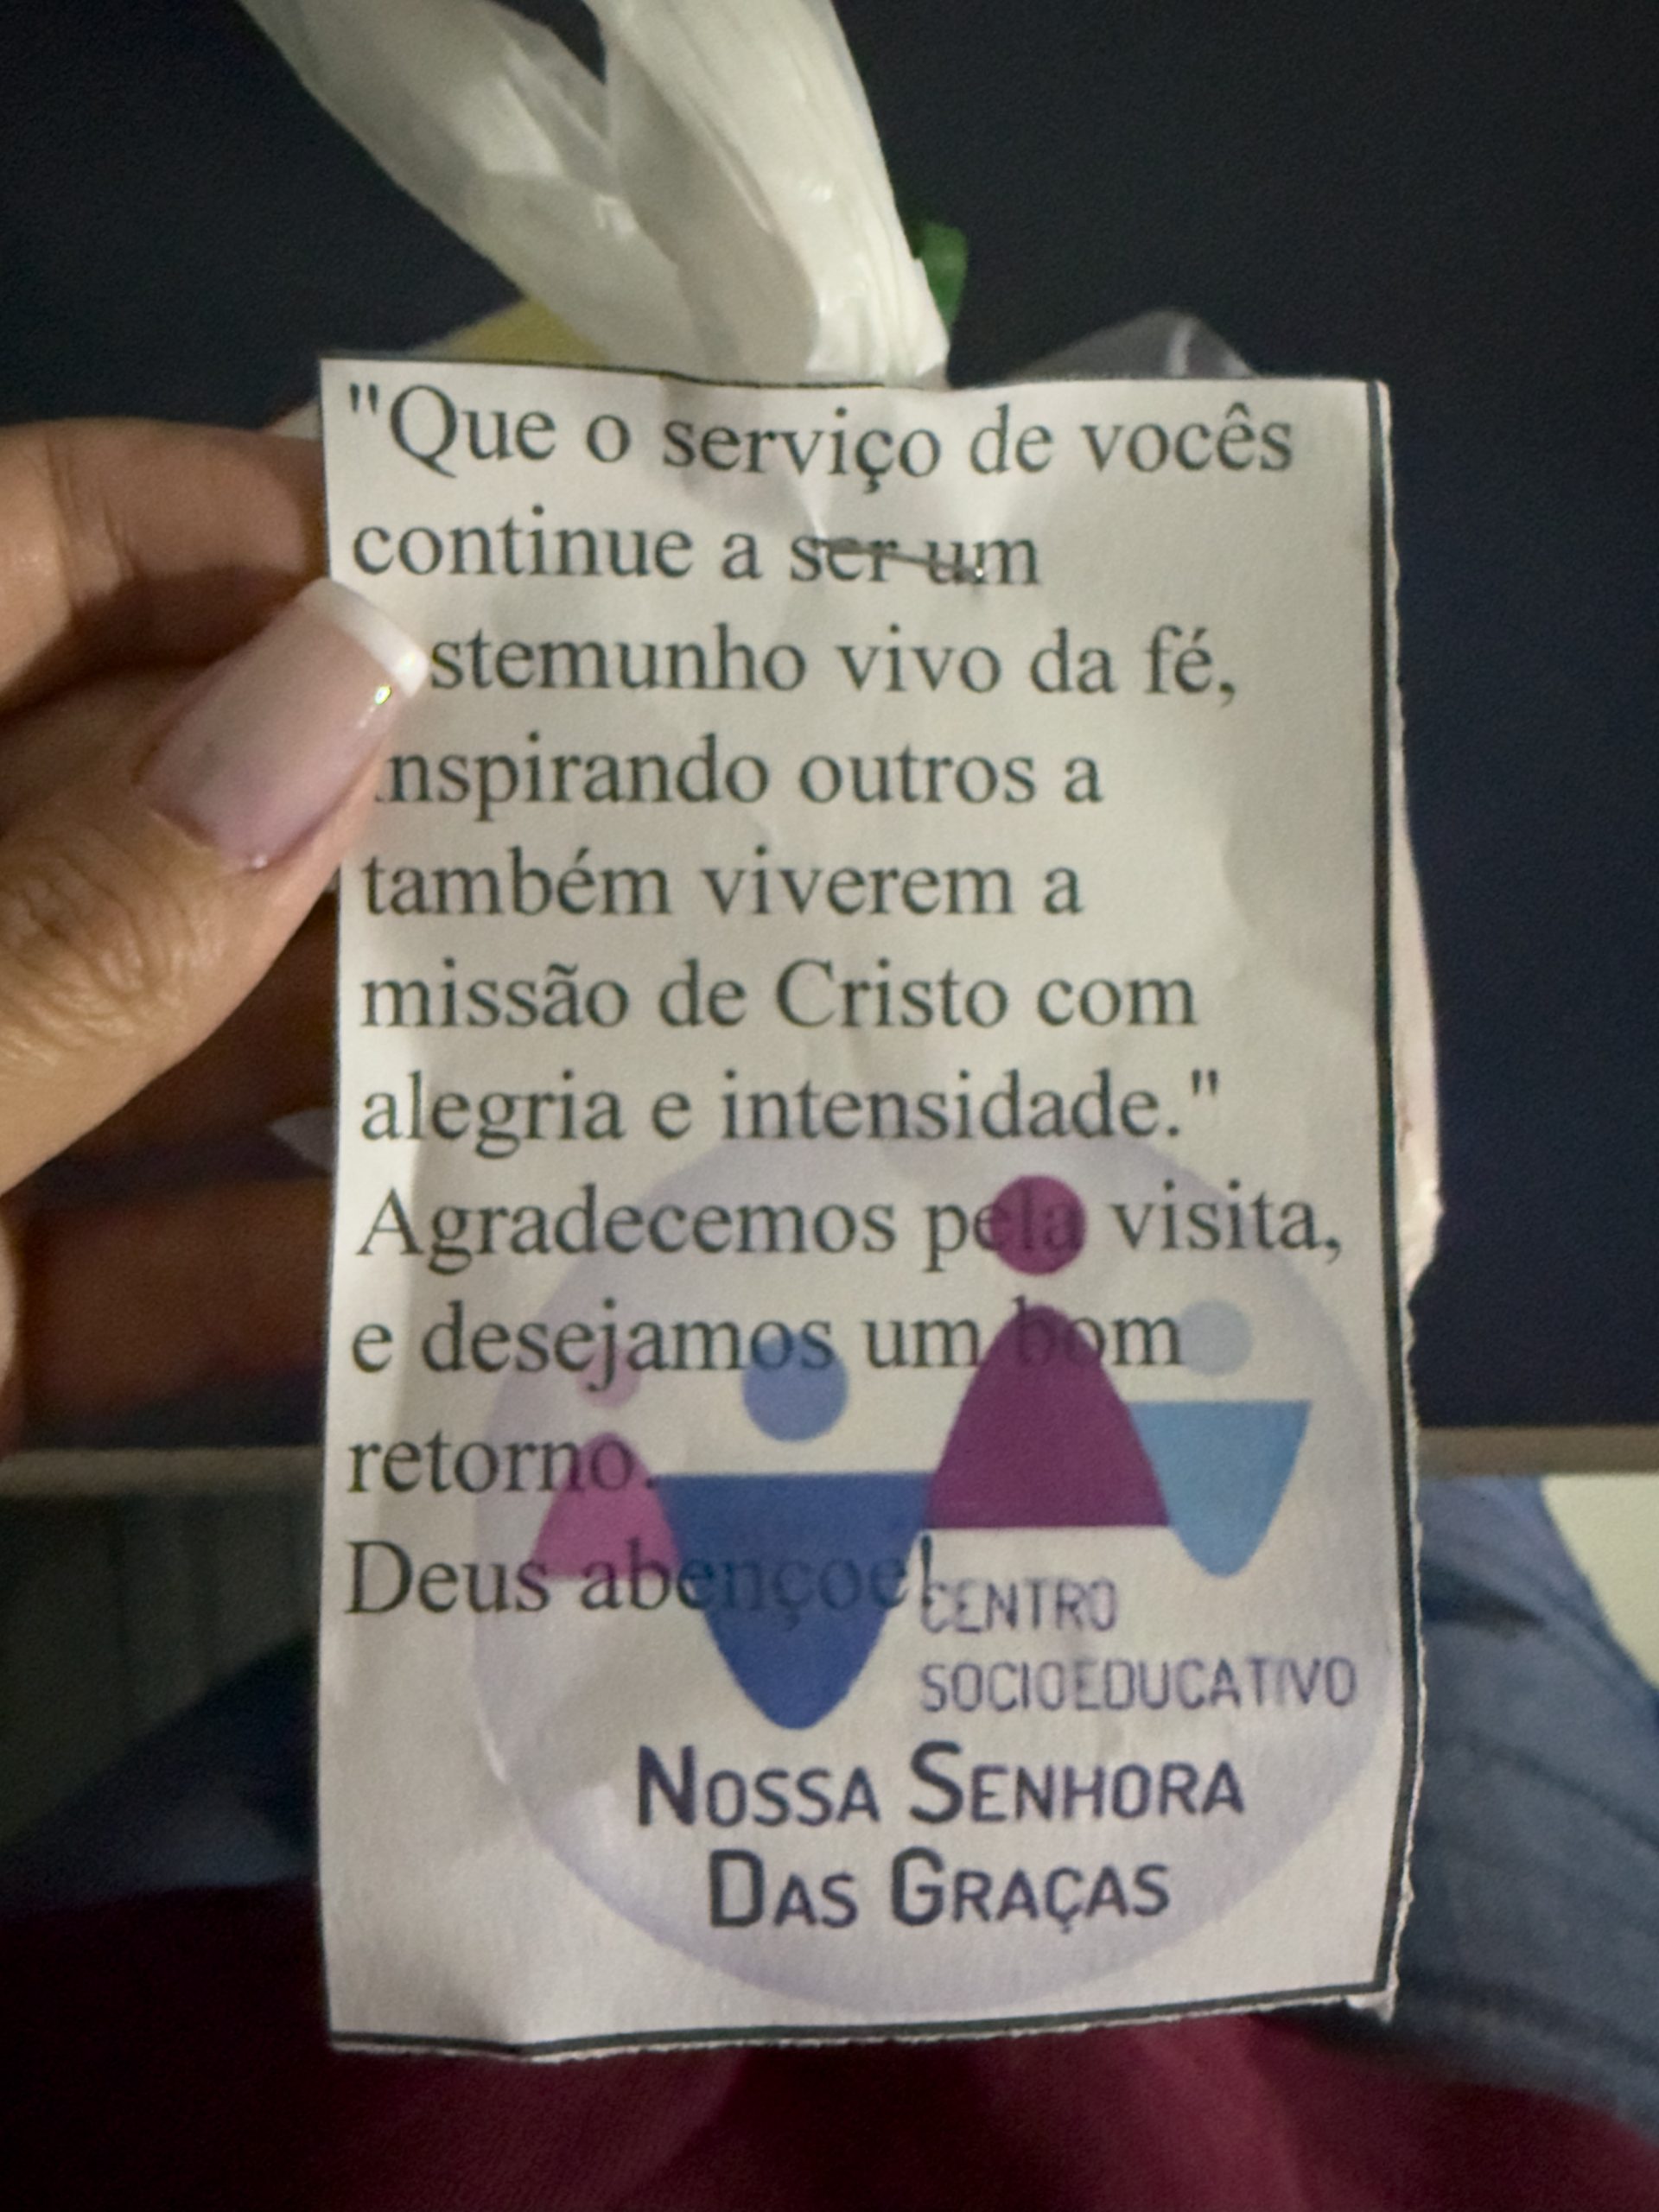 "Que o serviço de vocês
continue a ser um
stemunho vivo da fé,
nspirando outros a
também viverem a
missão de Cristo com
alegria e intensidade."
Agradecemos pela visita,
e desejamos um bom
retorno.
Deus abençoe!
CENTRO
SOCIOEDUCATIVO
NOSSA SENHORA
DAS GRAÇAS